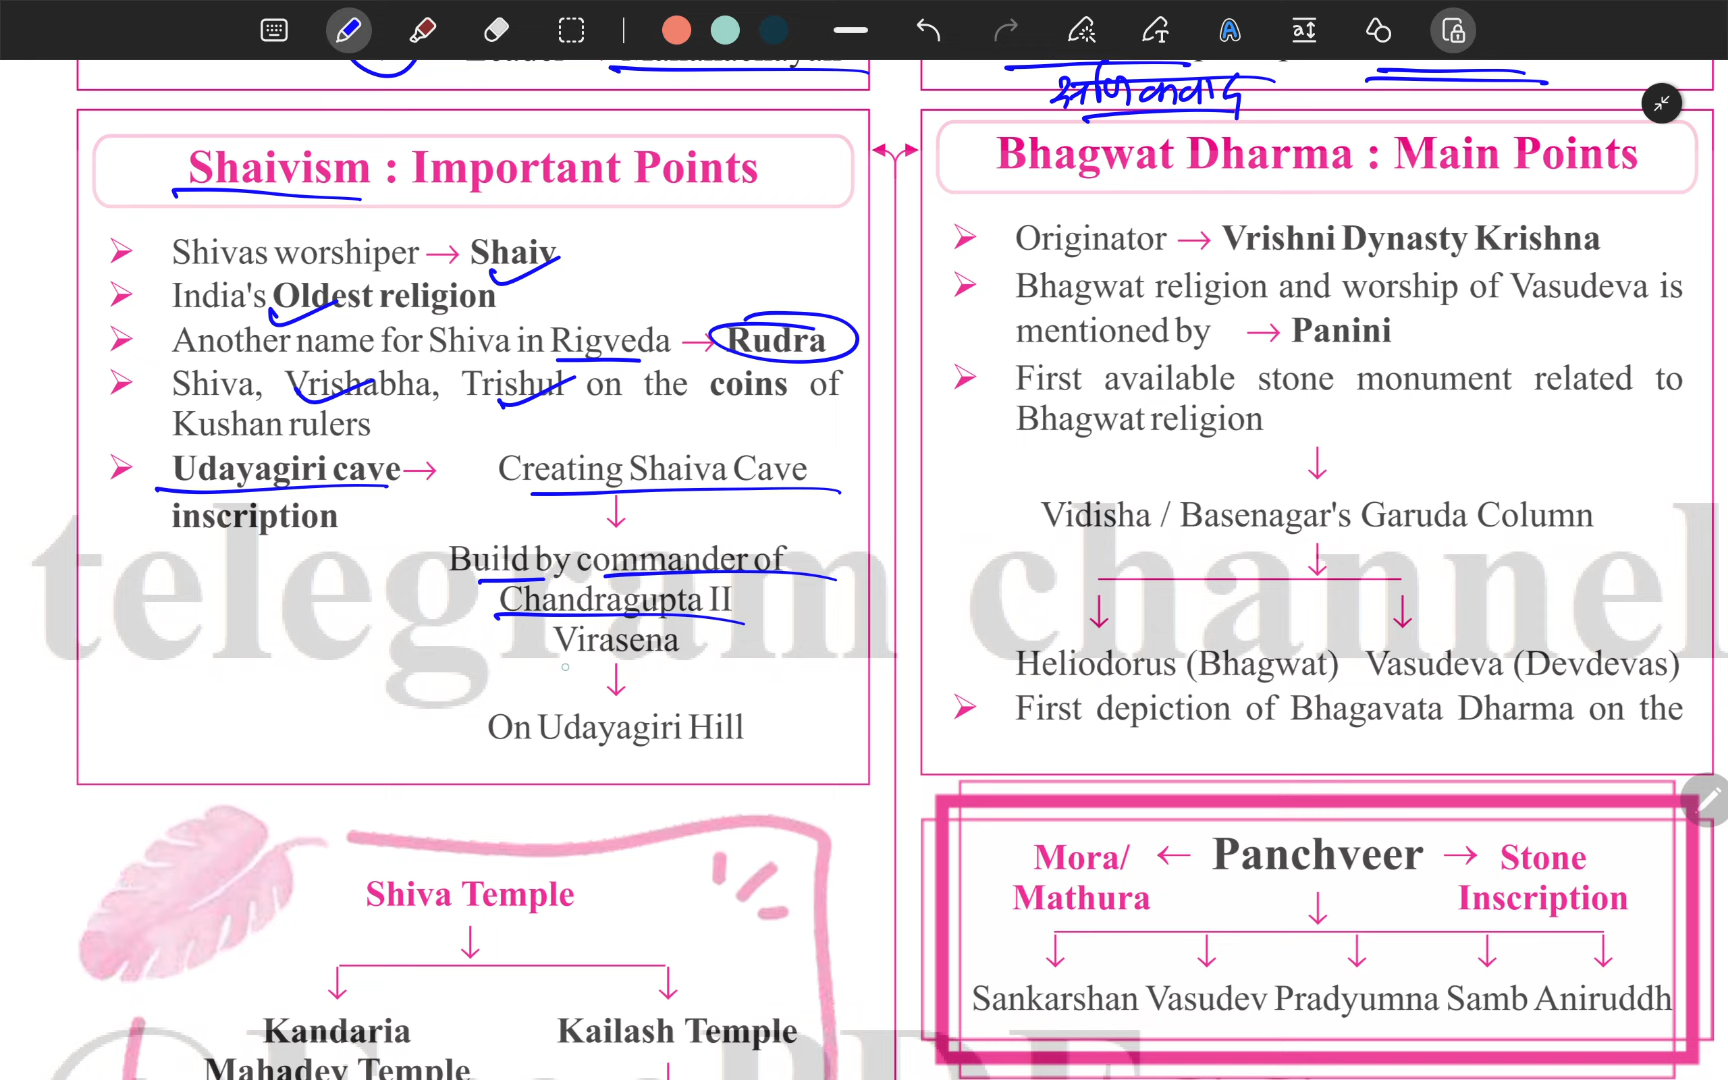 Shaivism : Important Points
Shivas worshiper → Shaiv
India's Oldest religion
Another name for Shiva in Rigveda → Rudra
Shiva, Vrishabha, Trishul on the coins of
Kushan rulers
Udayagiri cave → Creating Shaiva Cave
inscription
Build by commander of
Chandragupta II
Virasena
On Udayagiri Hill
Shiva Temple
Kandaria
Mahadev Temple
Kailash Temple
Bhagwat Dharma : Main Points
Originator → Vrishni Dynasty Krishna
Bhagwat religion and worship of Vasudeva is
mentioned by → Panini
First available stone monument related to
Bhagwat religion
Vidisha / Basenagar's Garuda Column
Heliodorus (Bhagwat) Vasudeva (Devdevas)
First depiction of Bhagavata Dharma on the
Mora/ ← Panchveer → Stone
Mathura Inscription
Sankarshan Vasudev Pradyumna Samb Aniruddh
telegram channel